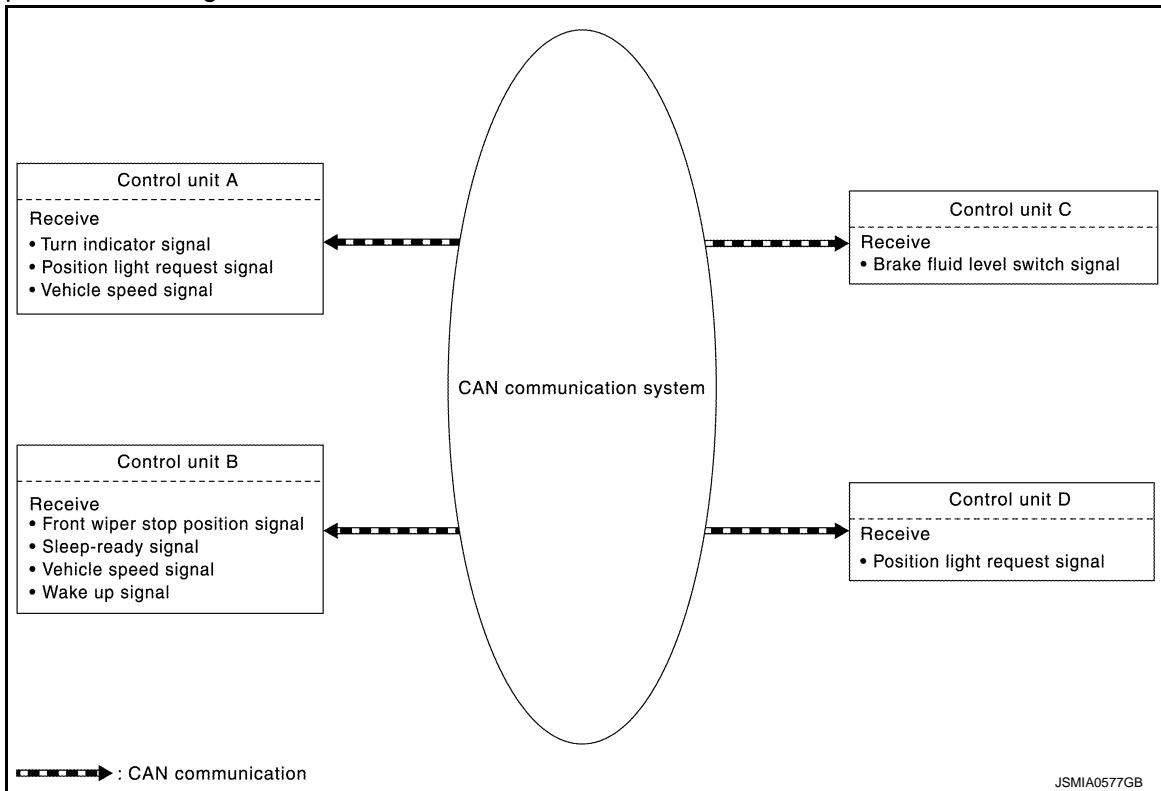 Control unit A
Receive
• Turn indicator signal
• Position light request signal
• Vehicle speed signal
Control unit C
Receive
• Brake fluid level switch signal
CAN communication system
Control unit B
Receive
• Front wiper stop position signal
• Sleep-ready signal
• Vehicle speed signal
• Wake up signal
Control unit D
Receive
• Position light request signal
: CAN communication
JSMIA0577GB